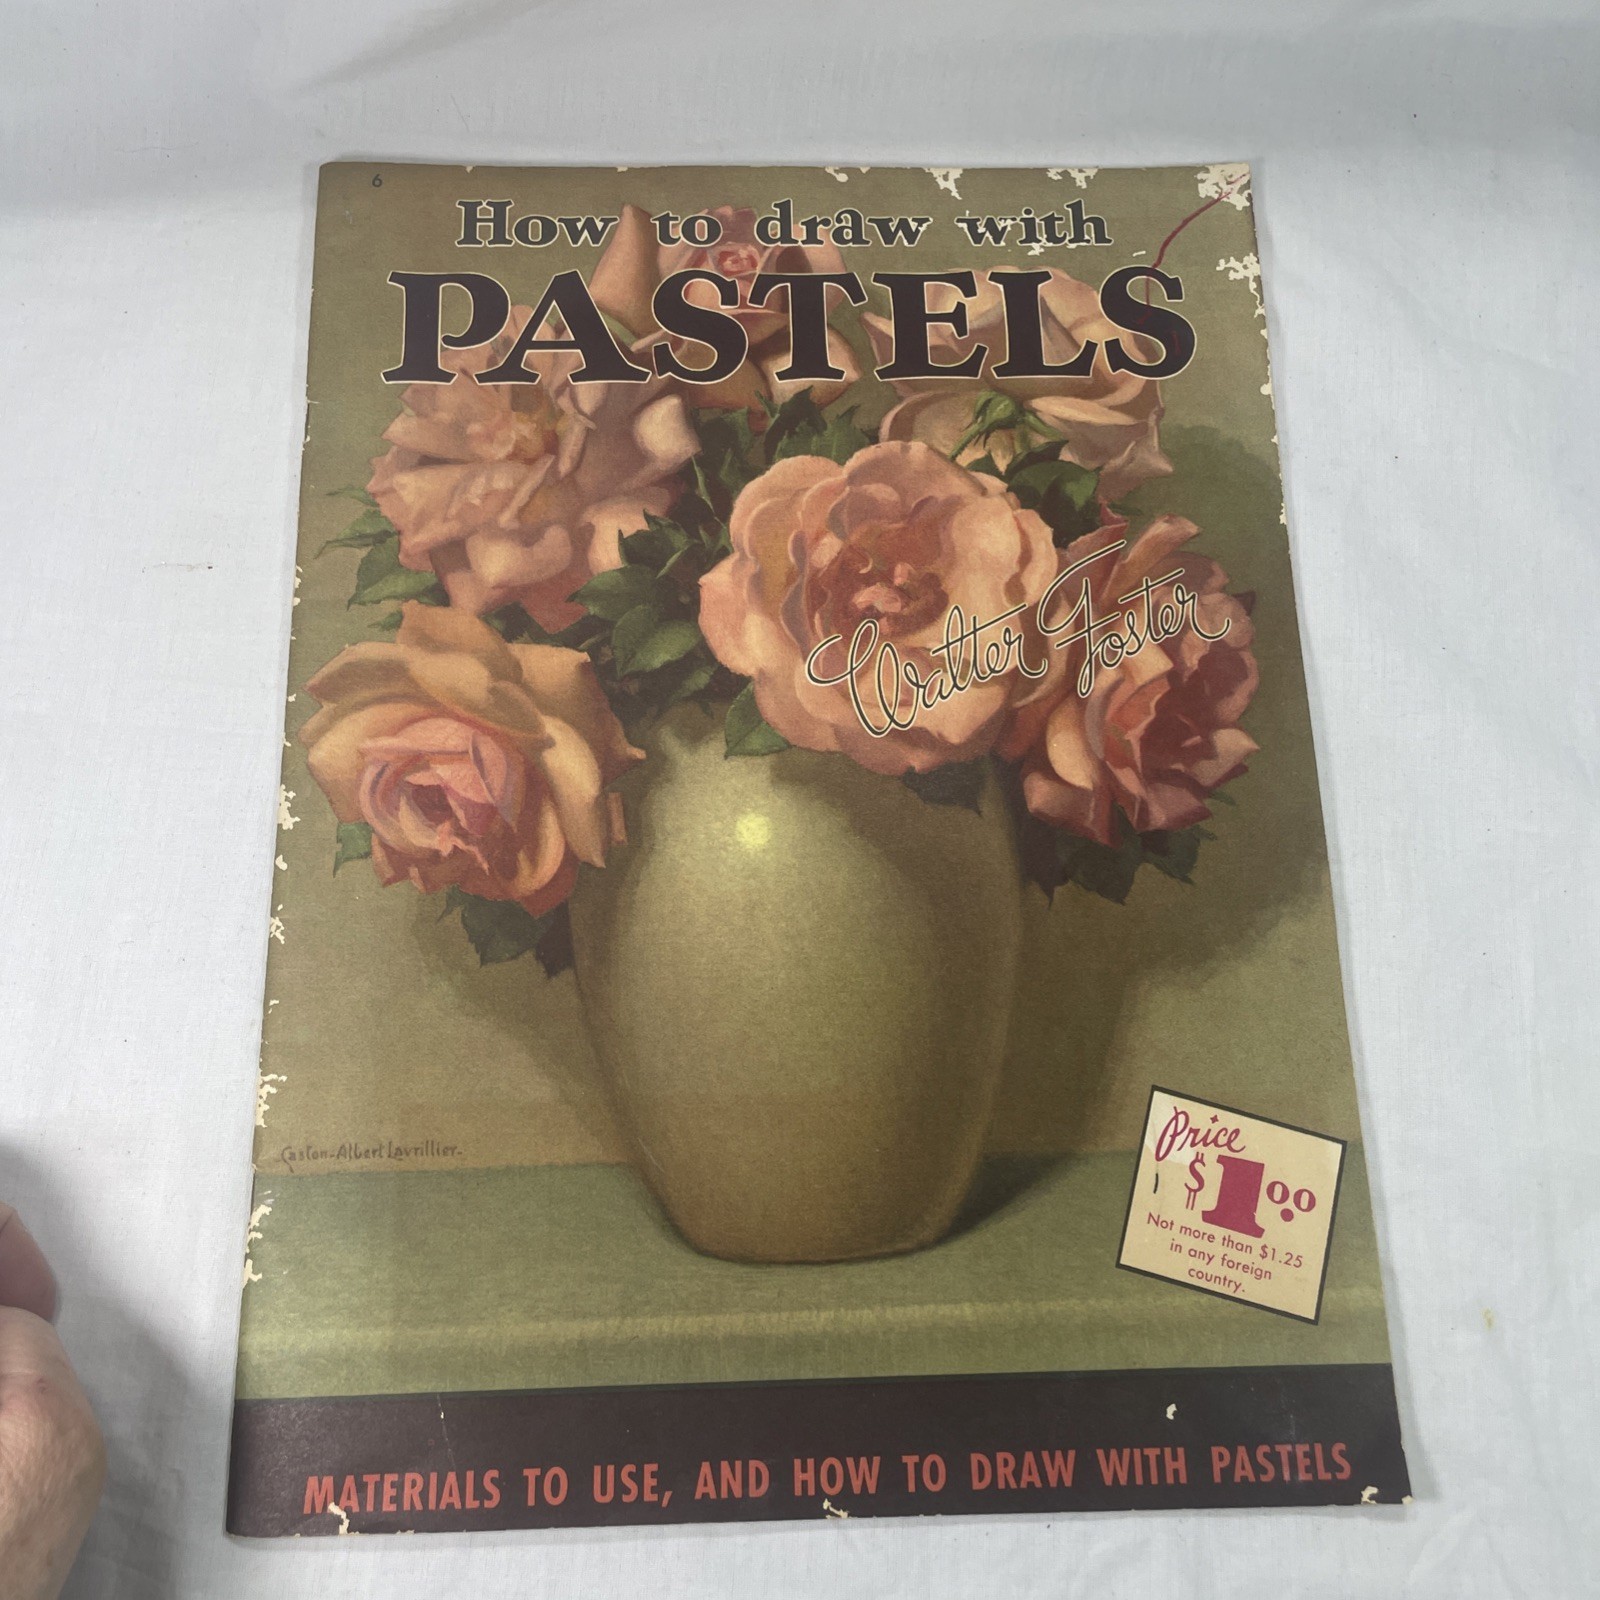 6
How to draw with
PASTELS
Walter Foster
Gaston-Albert Lavrillier-
Price
$1.00
Not more than $1.25
in any foreign
country.
MATERIALS TO USE, AND HOW TO DRAW WITH PASTELS